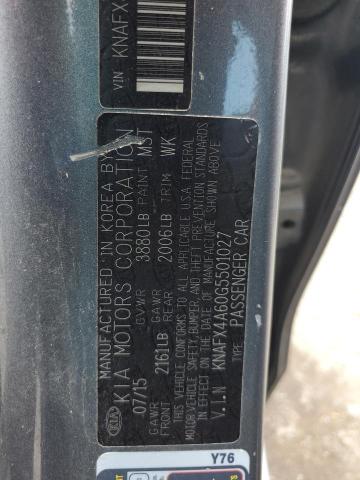 VIN KNAFX
MANUFACTURED IN KOREA BY
KIA KIA MOTORS CORPORATION
07/15 GVWR 3880LB PAINT MST
GAWR FRONT 2161LB GAWR REAR 2006LB TRIM WK
THIS VEHICLE CONFORMS TO ALL APPLICABLE U.S.A. FEDERAL
MOTOR VEHICLE SAFETY, BUMPER, AND THEFT PREVENTION STANDARDS
IN EFFECT ON THE DATE OF MANUFACTURE SHOWN ABOVE
V.I.N KNAFX4A60G5501027
TYPE PASSENGER CAR
Y76